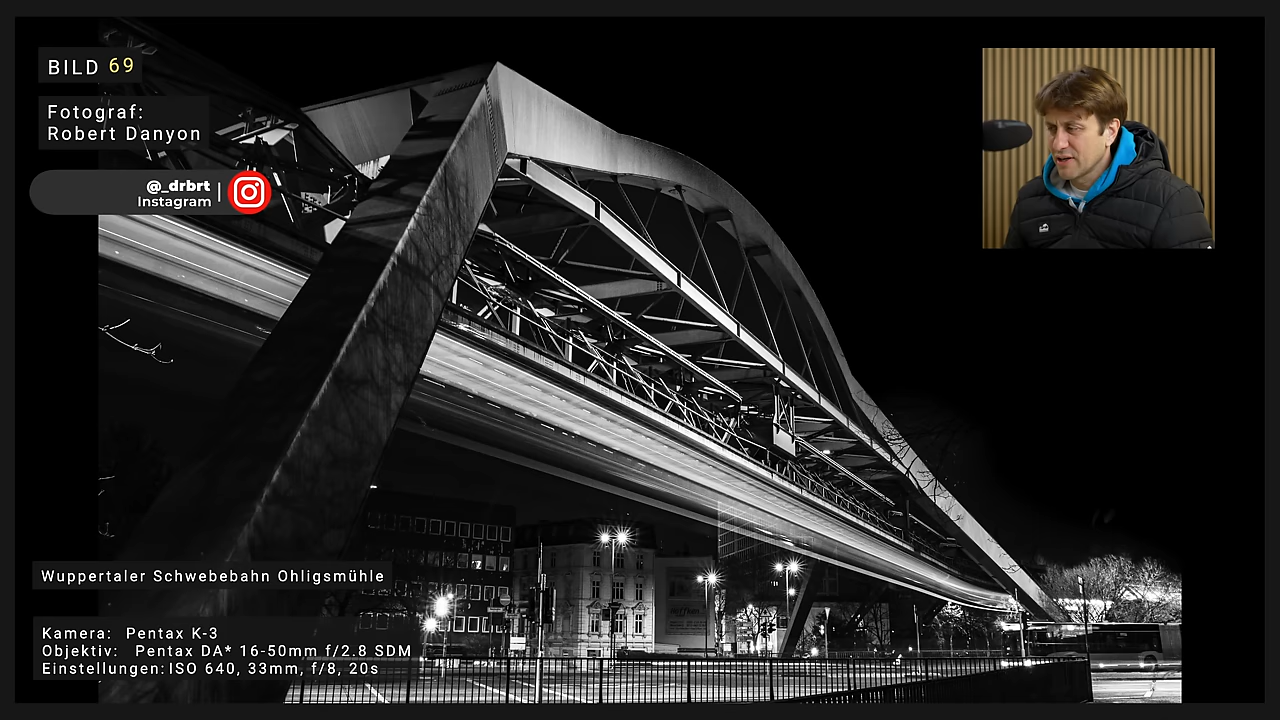 BILD 69
Fotograf:
Robert Danyon
@_drbrt
Instagram
Wuppertaler Schwebebahn Ohligsmühle
Kamera: Pentax K-3
Objektiv: Pentax DA* 16-50mm f/2.8 SDM
Einstellungen: ISO 640, 33mm, f/8, 20s